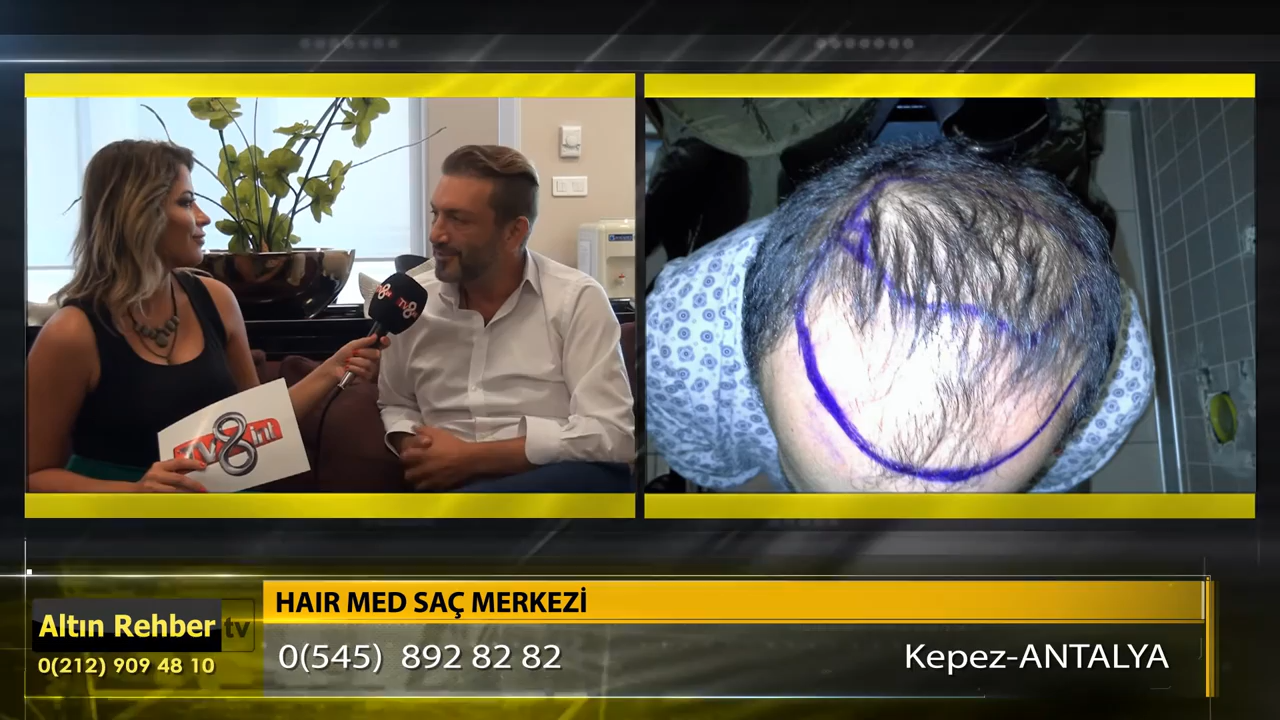 TV8int
HAIR MED SAÇ MERKEZİ
Altın Rehber tv
0(212) 909 48 10
0(545) 892 82 82
Kepez-ANTALYA